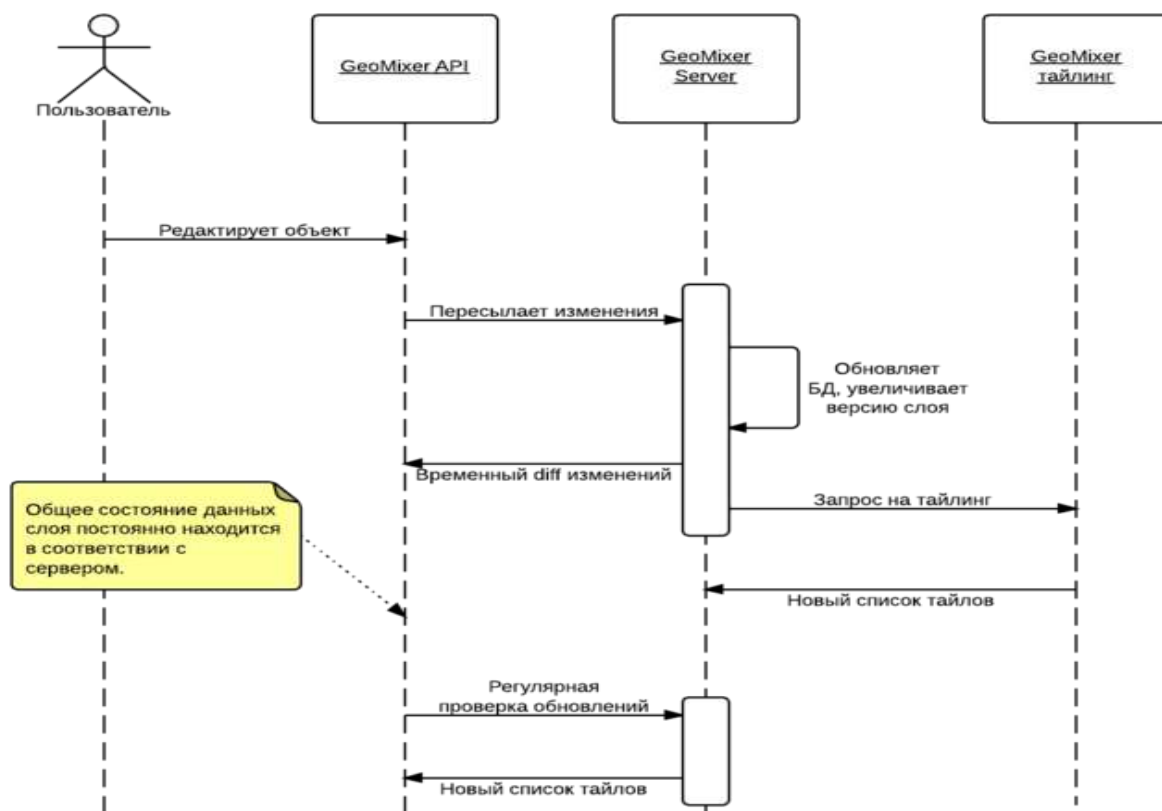 Пользователь
GeoMixer API
GeoMixer
Server
GeoMixer
тайлинг
Редактирует объект
Пересылает изменения
Обновляет
БД, увеличивает
версию слоя
Временный diff изменений
Запрос на тайлинг
Общее состояние данных
слоя постоянно находится
в соответствии с
сервером.
Новый список тайлов
Регулярная
проверка обновлений
Новый список тайлов